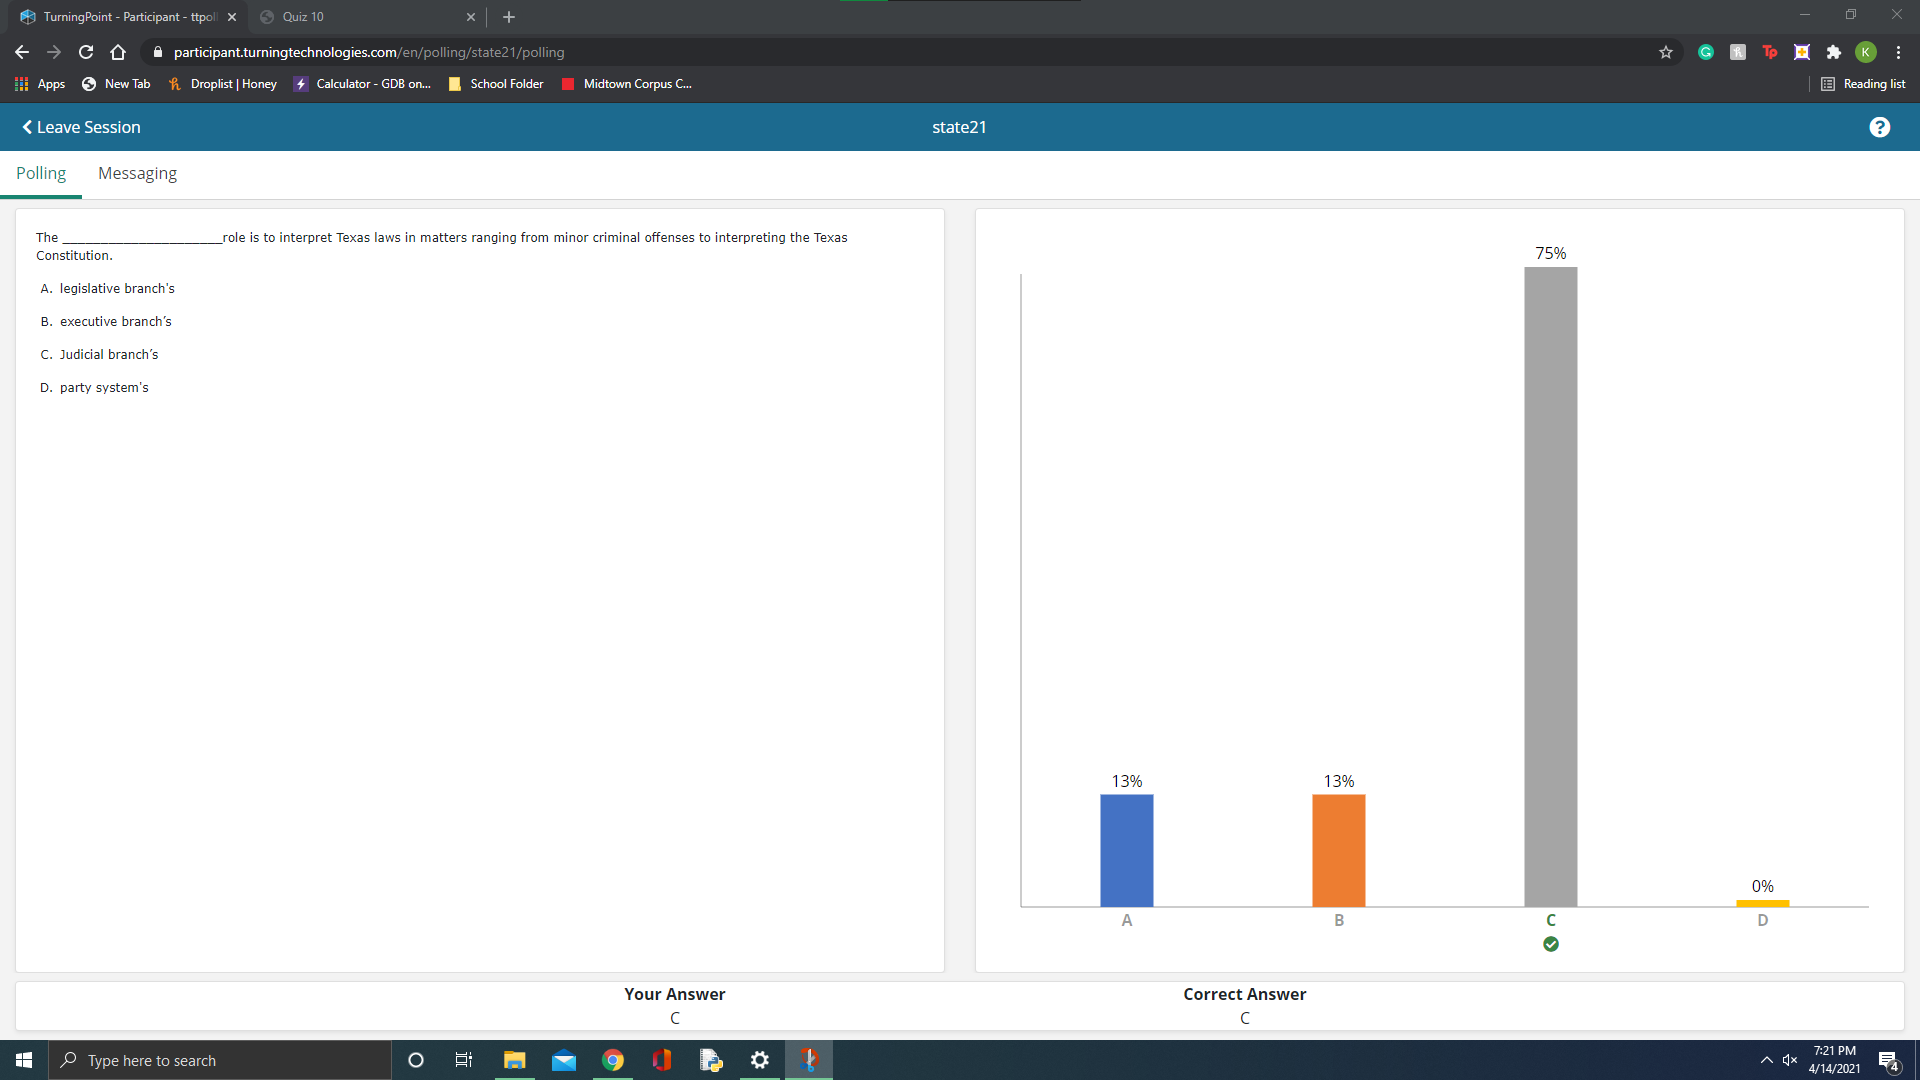 TurningPoint - Participant - ttpoll
Quiz 10
participant.turningtechnologies.com/en/polling/state21/polling
Apps
New Tab
Droplist | Honey
Calculator - GDB on...
School Folder
Midtown Corpus C...
Reading list
Leave Session
state21
Polling
Messaging
The ______________________role is to interpret Texas laws in matters ranging from minor criminal offenses to interpreting the Texas
Constitution.
A. legislative branch's
B. executive branch’s
C. Judicial branch’s
D. party system's
75%
13%
13%
0%
A
B
C
D
Your Answer
C
Correct Answer
C
Type here to search
7:21 PM
4/14/2021
4